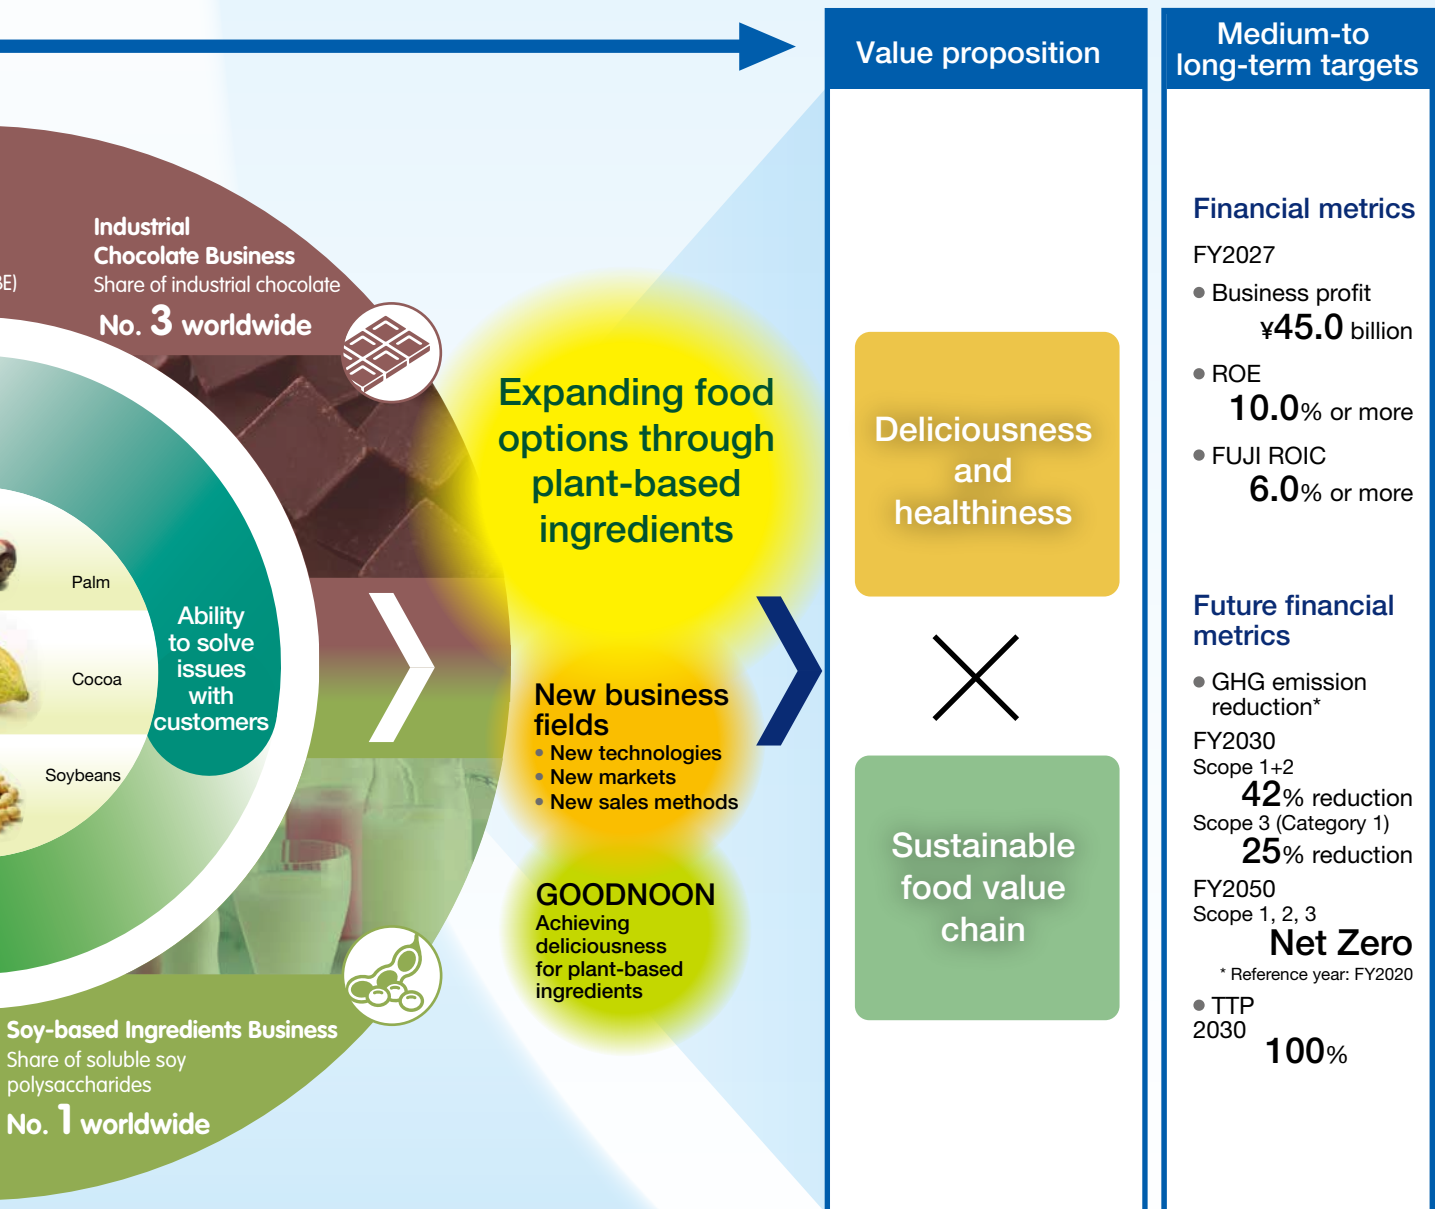 BE)
Industrial
Chocolate Business
Share of industrial chocolate
No. 3 worldwide
Palm
Cocoa
Soybeans
Ability
to solve
issues
with
customers
Soy-based Ingredients Business
Share of soluble soy
polysaccharides
No. 1 worldwide
Expanding food
options through
plant-based
ingredients
New business
fields
• New technologies
• New markets
• New sales methods
GOODNOON
Achieving
deliciousness
for plant-based
ingredients
Value proposition
Deliciousness
and
healthiness
Sustainable
food value
chain
Medium-to
long-term targets
Financial metrics
FY2027
• Business profit
¥45.0 billion
• ROE
10.0% or more
• FUJI ROIC
6.0% or more
Future financial
metrics
• GHG emission
reduction*
FY2030
Scope 1+2
42% reduction
Scope 3 (Category 1)
25% reduction
FY2050
Scope 1, 2, 3
Net Zero
* Reference year: FY2020
• TTP
2030
100%